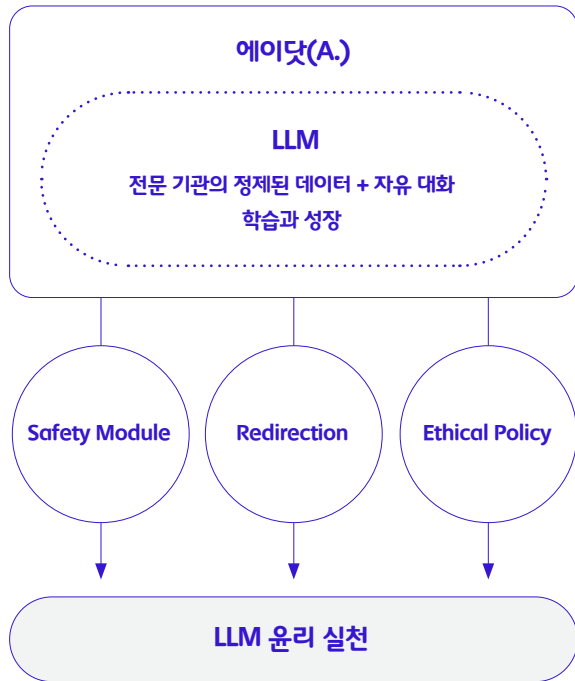 에이닷(A.)
LLM
전문 기관의 정제된 데이터 + 자유 대화
학습과 성장
Safety Module
Redirection
Ethical Policy
LLM 윤리 실천